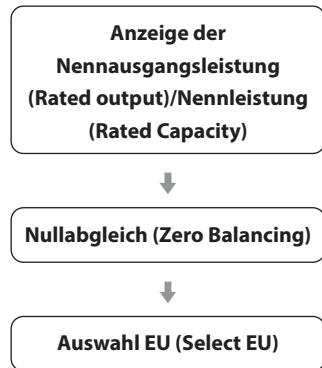 Anzeige der
Nennausgangsleistung
(Rated output)/Nennleistung
(Rated Capacity)
Nullabgleich (Zero Balancing)
Auswahl EU (Select EU)